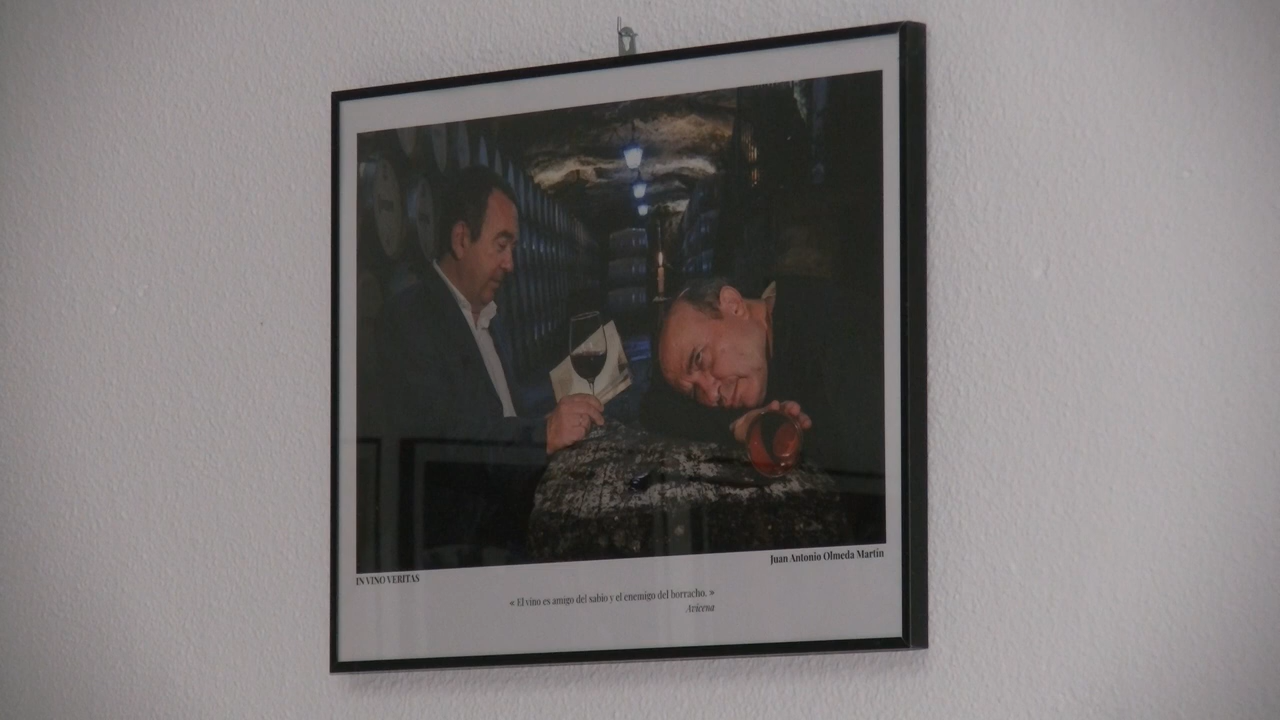 Juan Antonio Olmeda Martín
IN VINO VERITAS
« El vino es amigo del sabio y el enemigo del borracho. »
Avicena